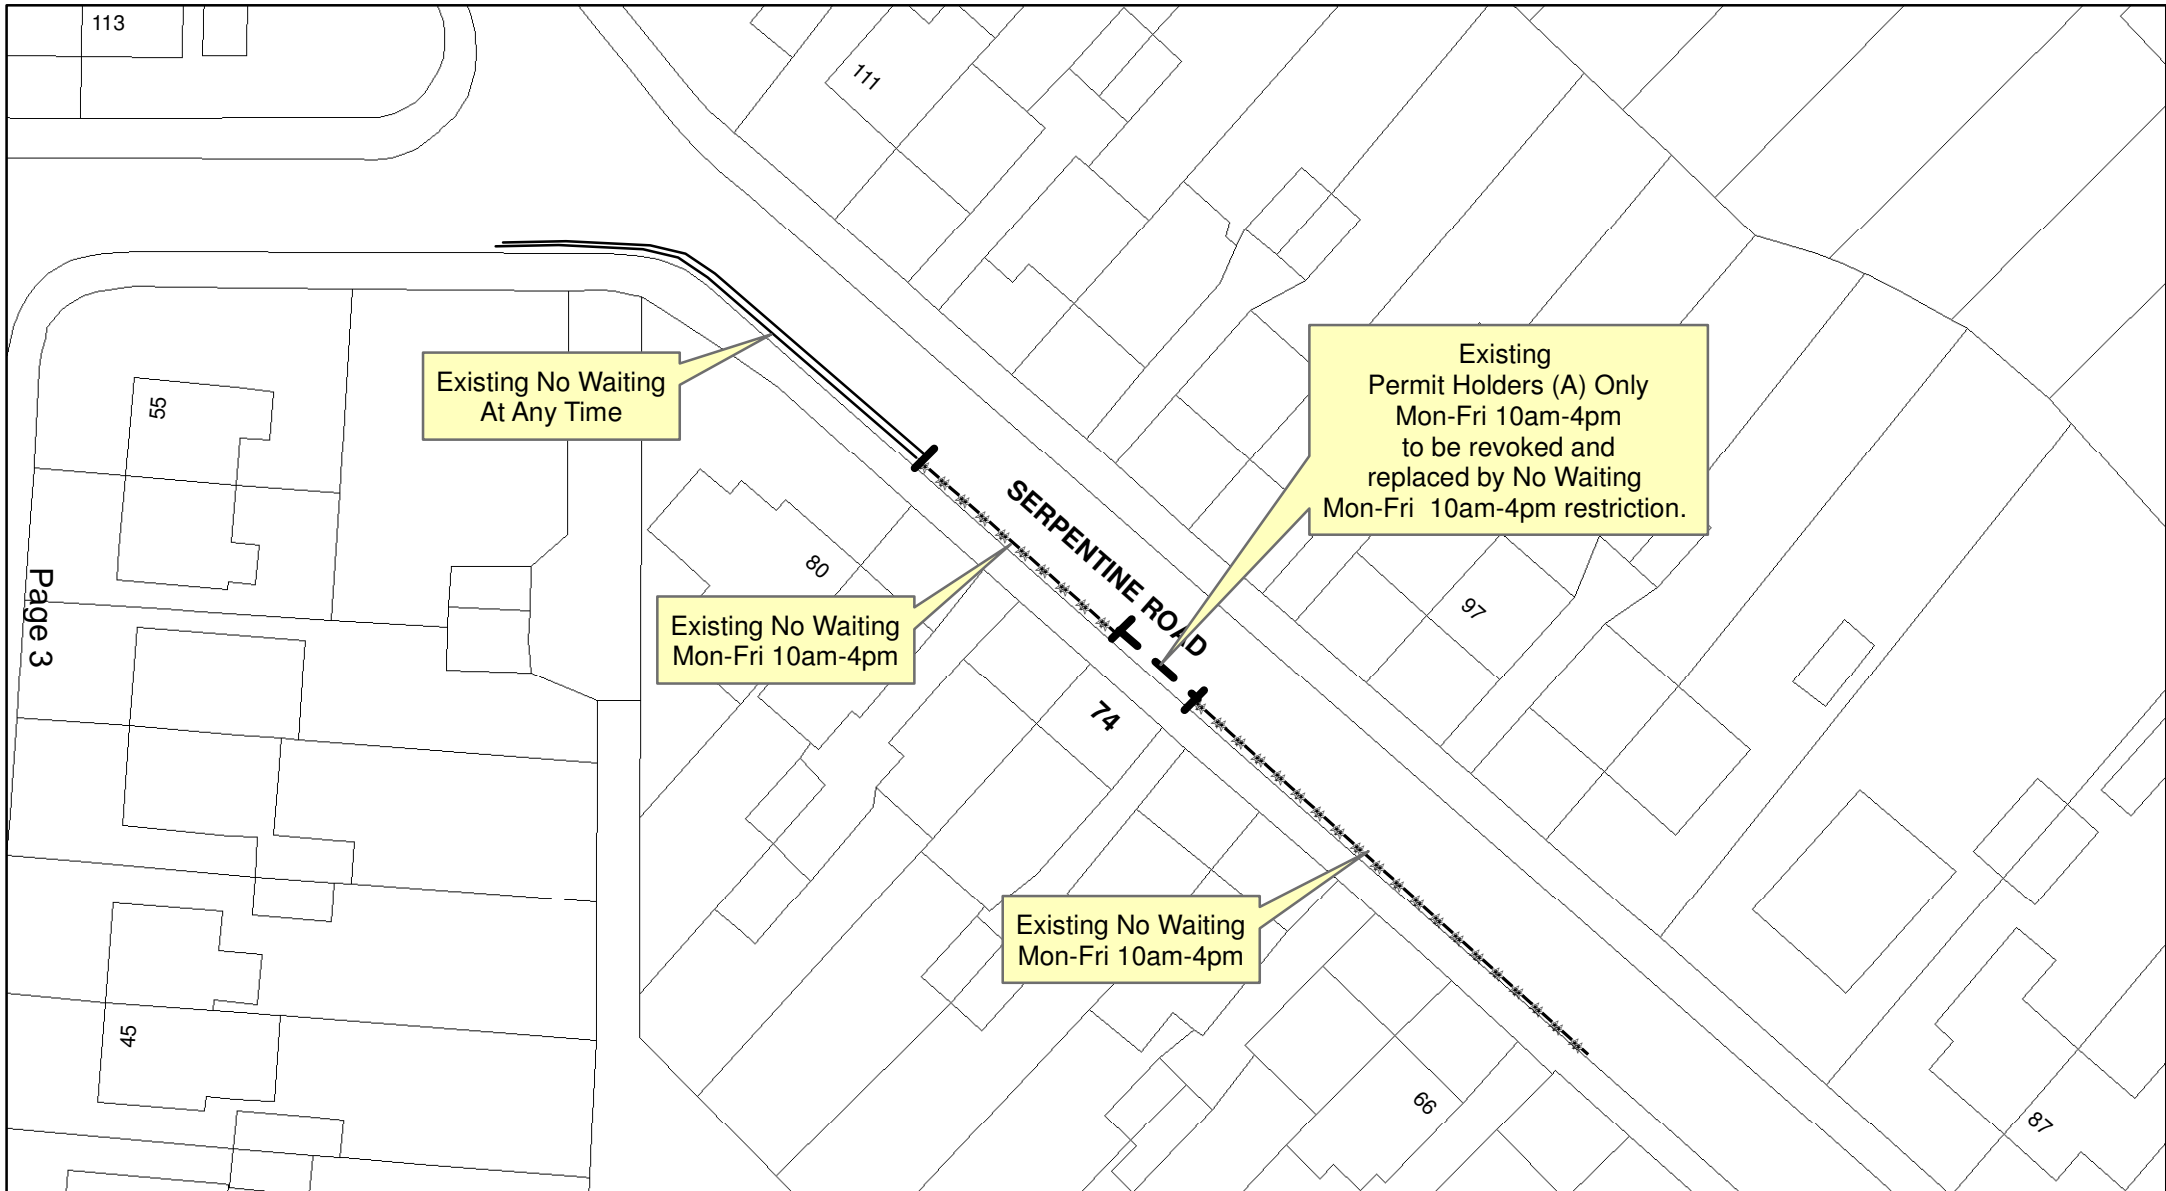 113
111
Existing
Permit Holders (A) Only
Mon-Fri 10am-4pm
to be revoked and
replaced by No Waiting
Mon-Fri  10am-4pm restriction.
Existing No Waiting
At Any Time
55
SERPENTINE ROAD
80
97
Page 3
Existing No Waiting
Mon-Fri 10am-4pm
74
Existing No Waiting
Mon-Fri 10am-4pm
45
66
87